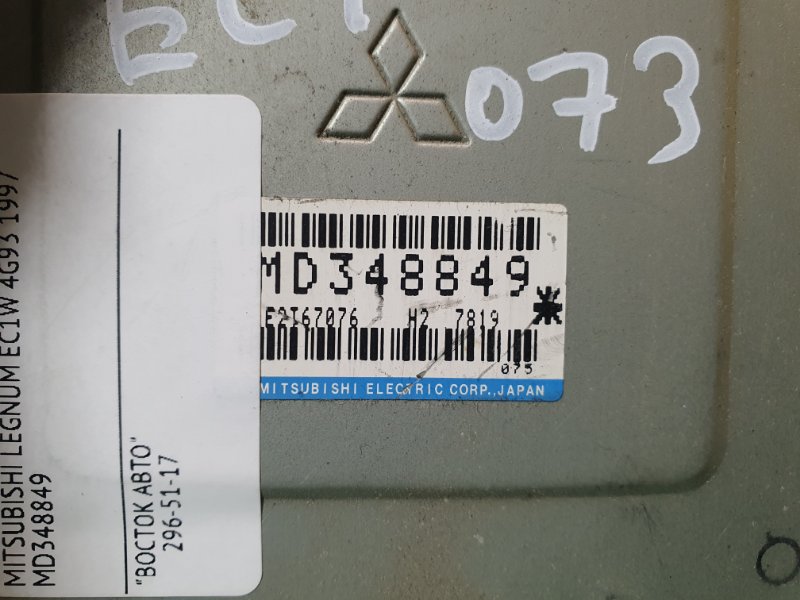 073
MD348849
E2T67076 H2 7819
075
MITSUBISHI ELECTRIC CORP.,JAPAN
MITSUBISHI LEGNUM EC1W 4G93 1997
MD348849
"ВОСТОК АВТО"
296-51-17